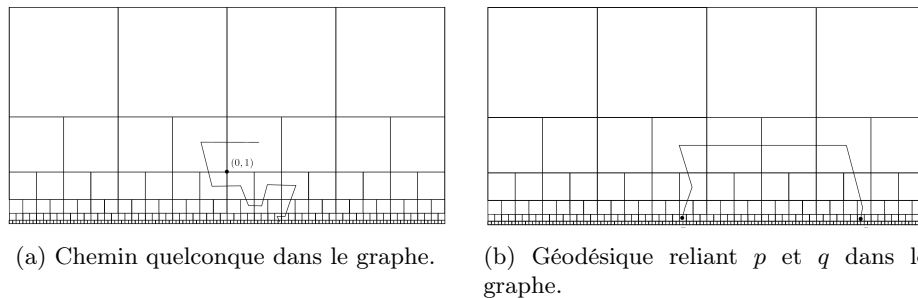 (0, 1)
(a) Chemin quelconque dans le graphe.
(b) Géodésique reliant p et q dans le
graphe.